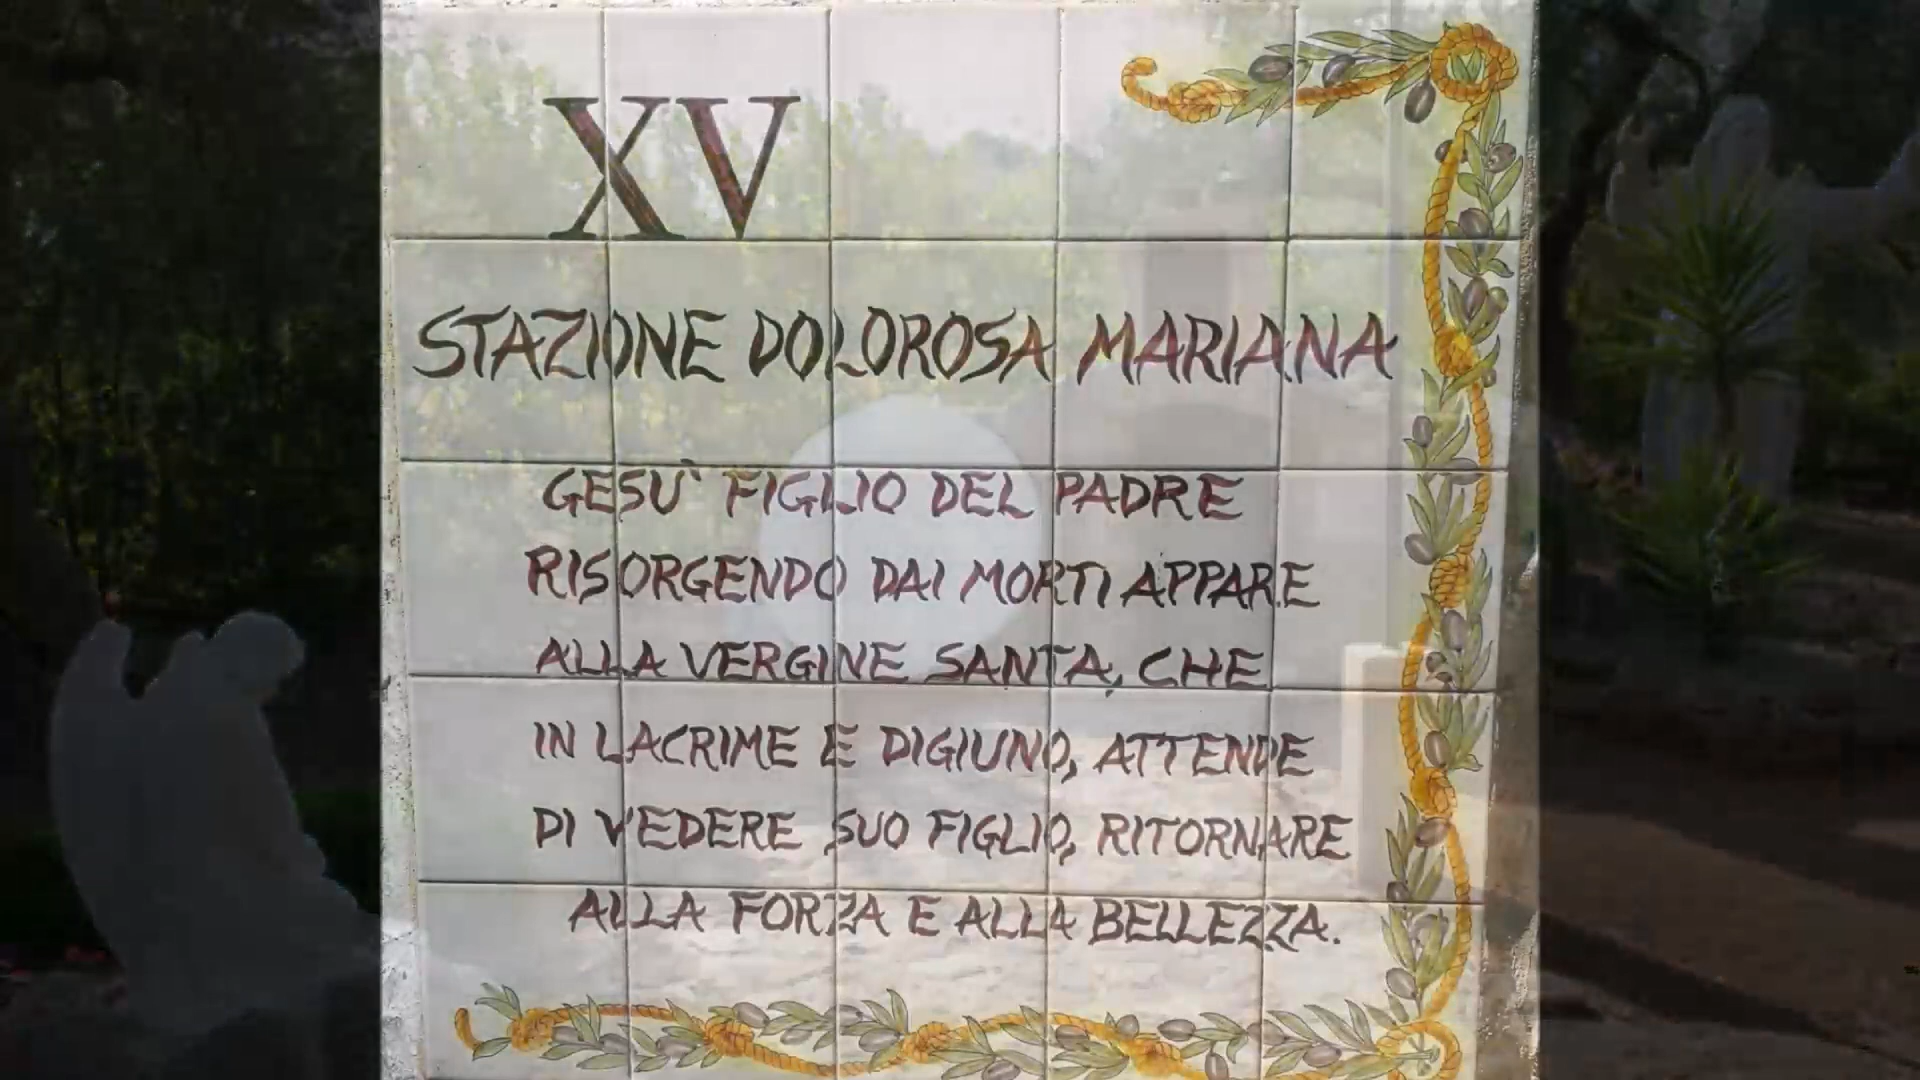 XV
STAZIONE DOLOROSA MARIANA
GESU` FIGLIO DEL PADRE
RISORGENDO DAI MORTI APPARE
ALLA VERGINE SANTA, CHE
IN LACRIME E DIGIUNO, ATTENDE
DI VEDERE SUO FIGLIO, RITORNARE
ALLA FORZA E ALLA BELLEZZA.